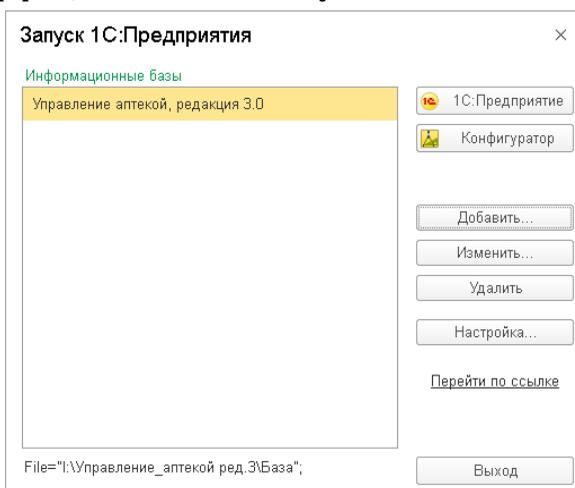 Запуск 1С:Предприятия
Информационные базы
Управление аптекой, редакция 3.0
1С:Предприятие
Конфигуратор
Добавить...
Изменить...
Удалить
Настройка...
Перейти по ссылке
File="I:\Управление_аптекой ред.3\База";
Выход